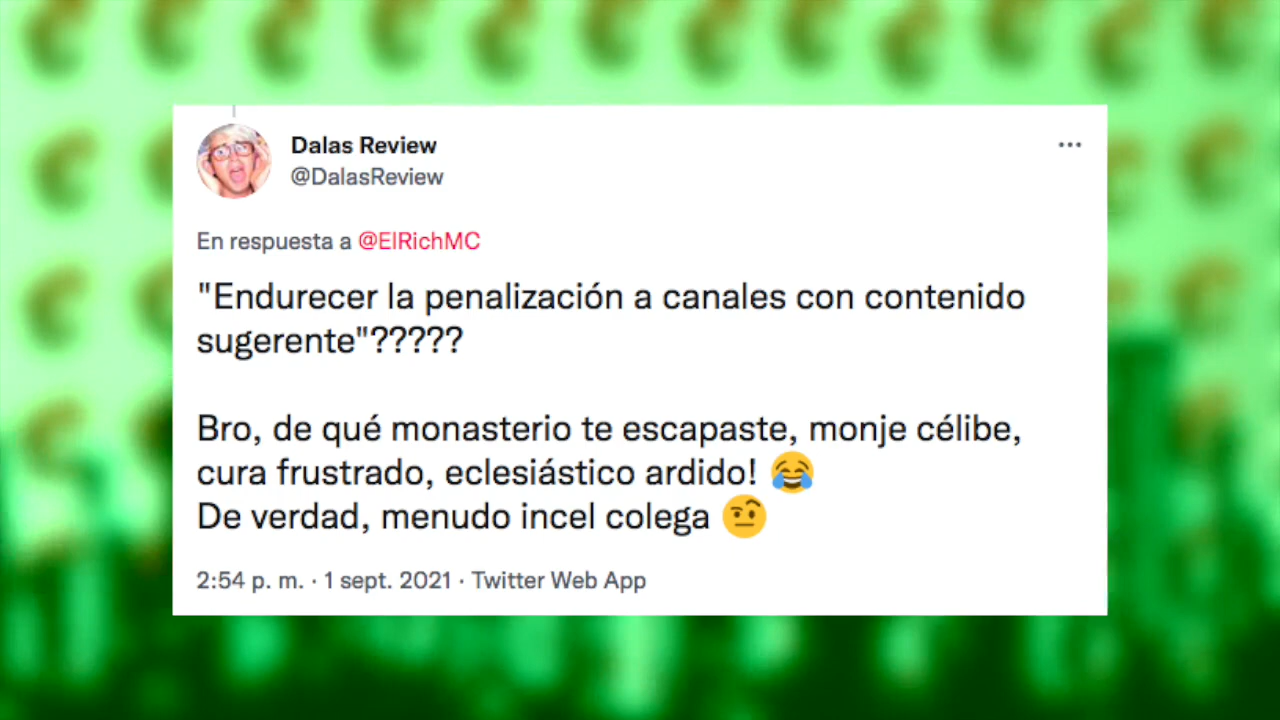 Dalas Review
@DalasReview
En respuesta a @ElRichMC
"Endurecer la penalización a canales con contenido
sugerente"?????
Bro, de qué monasterio te escapaste, monje célibe,
cura frustrado, eclesiástico ardido! 😂
De verdad, menudo incel colega 🤨
2:54 p. m. · 1 sept. 2021 · Twitter Web App